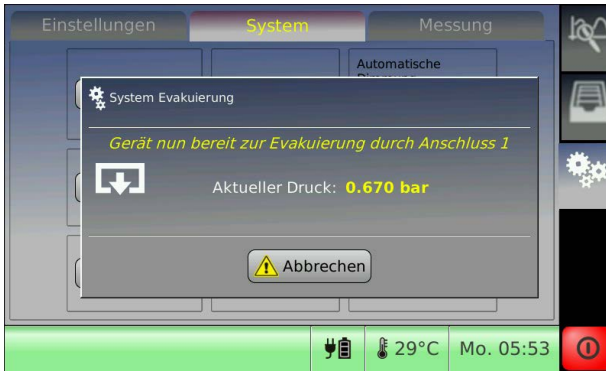 Einstellungen
System
Messung
Automatische
System Evakuierung
Gerät nun bereit zur Evakuierung durch Anschluss 1
Aktueller Druck: 0.670 bar
Abbrechen
29°C
Mo. 05:53